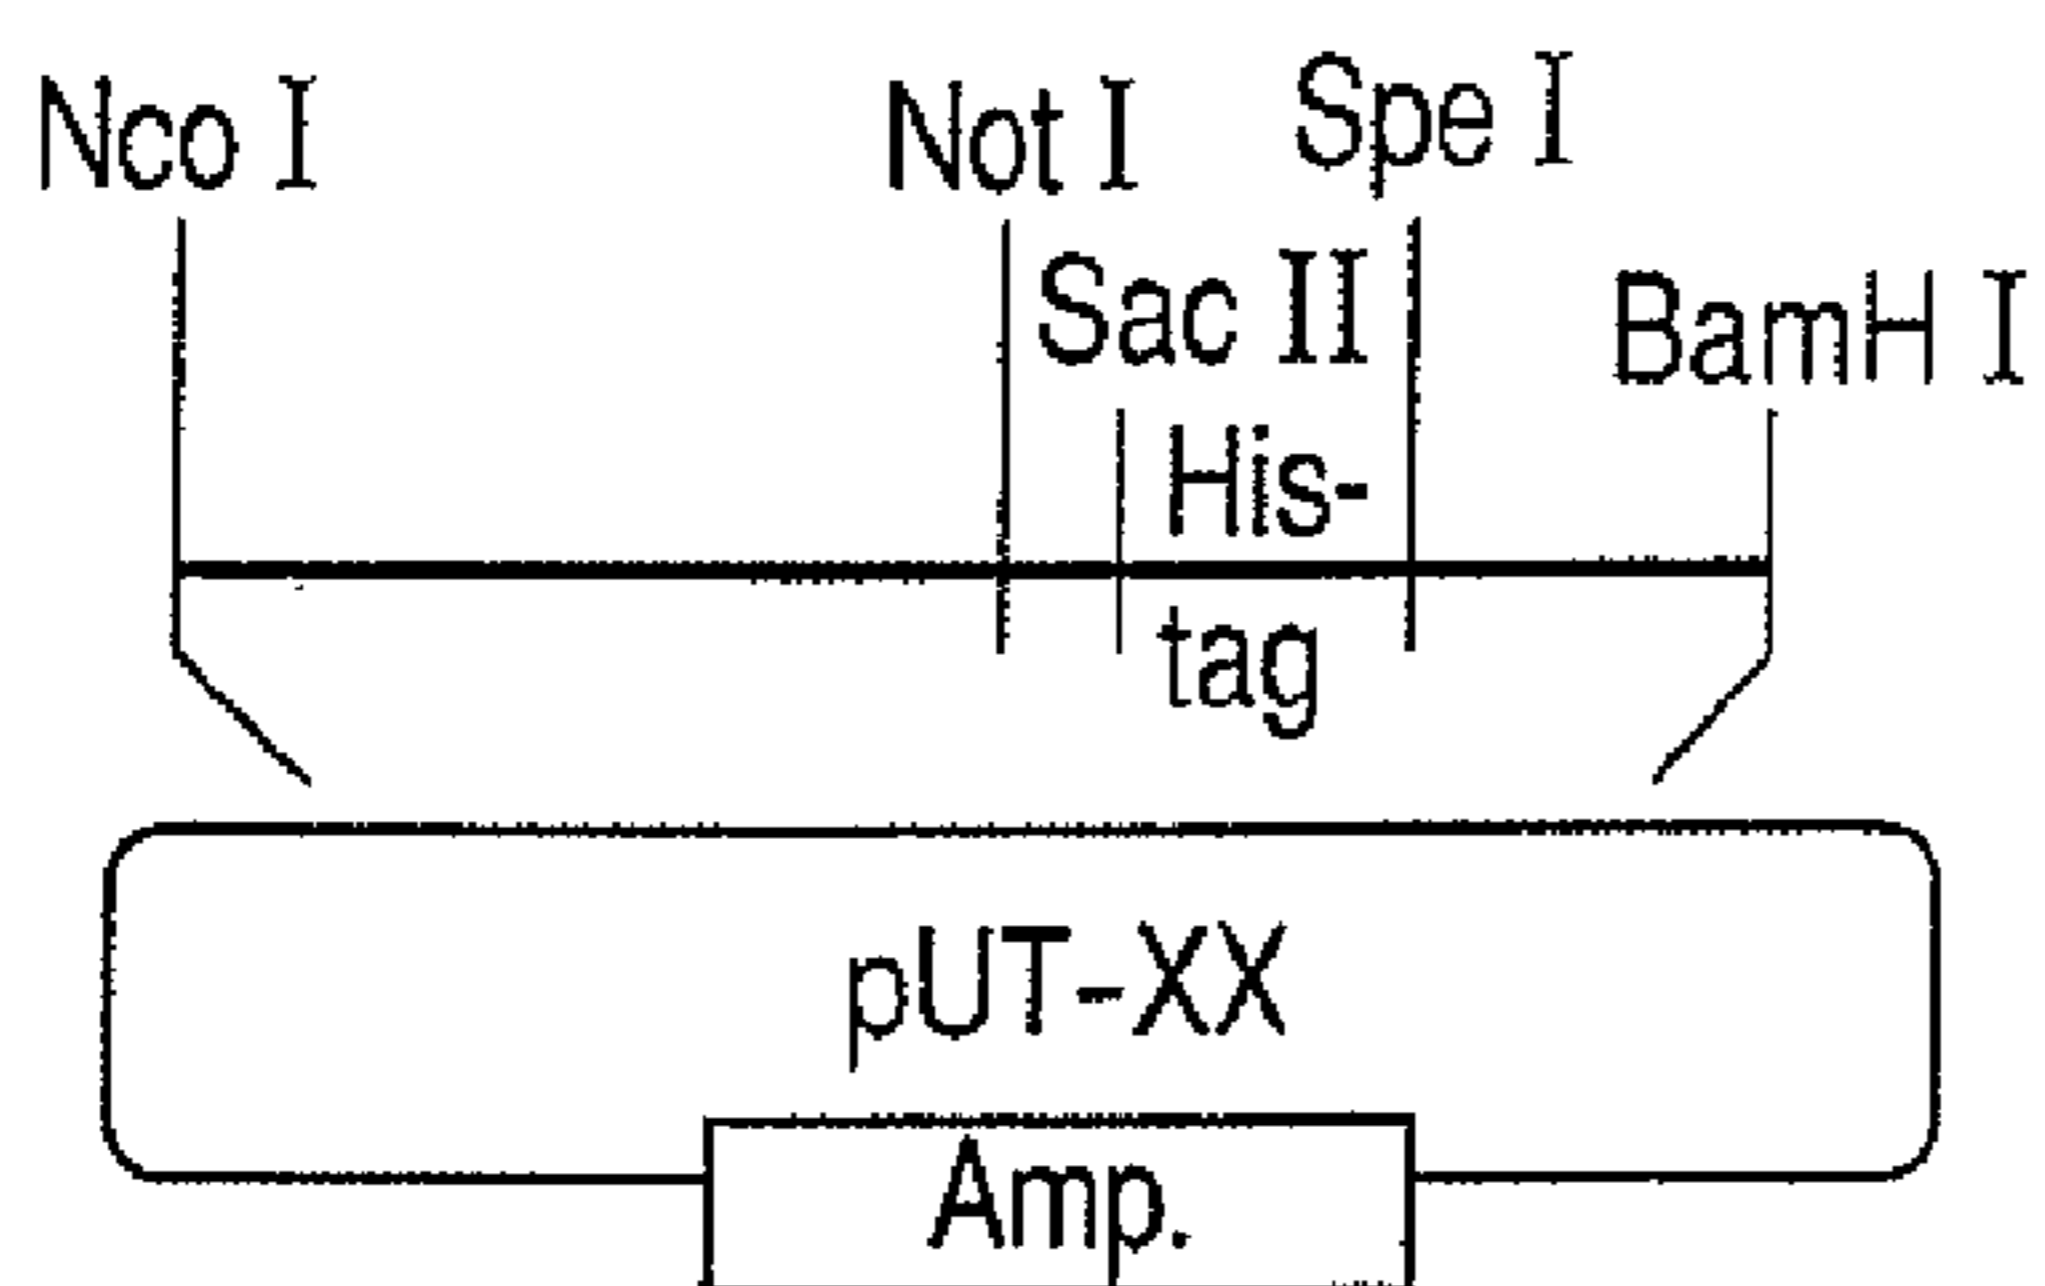 Nco I
Not I
Spe I
Sac II
BamH I
His-
tag
pUT-XX
Amp.